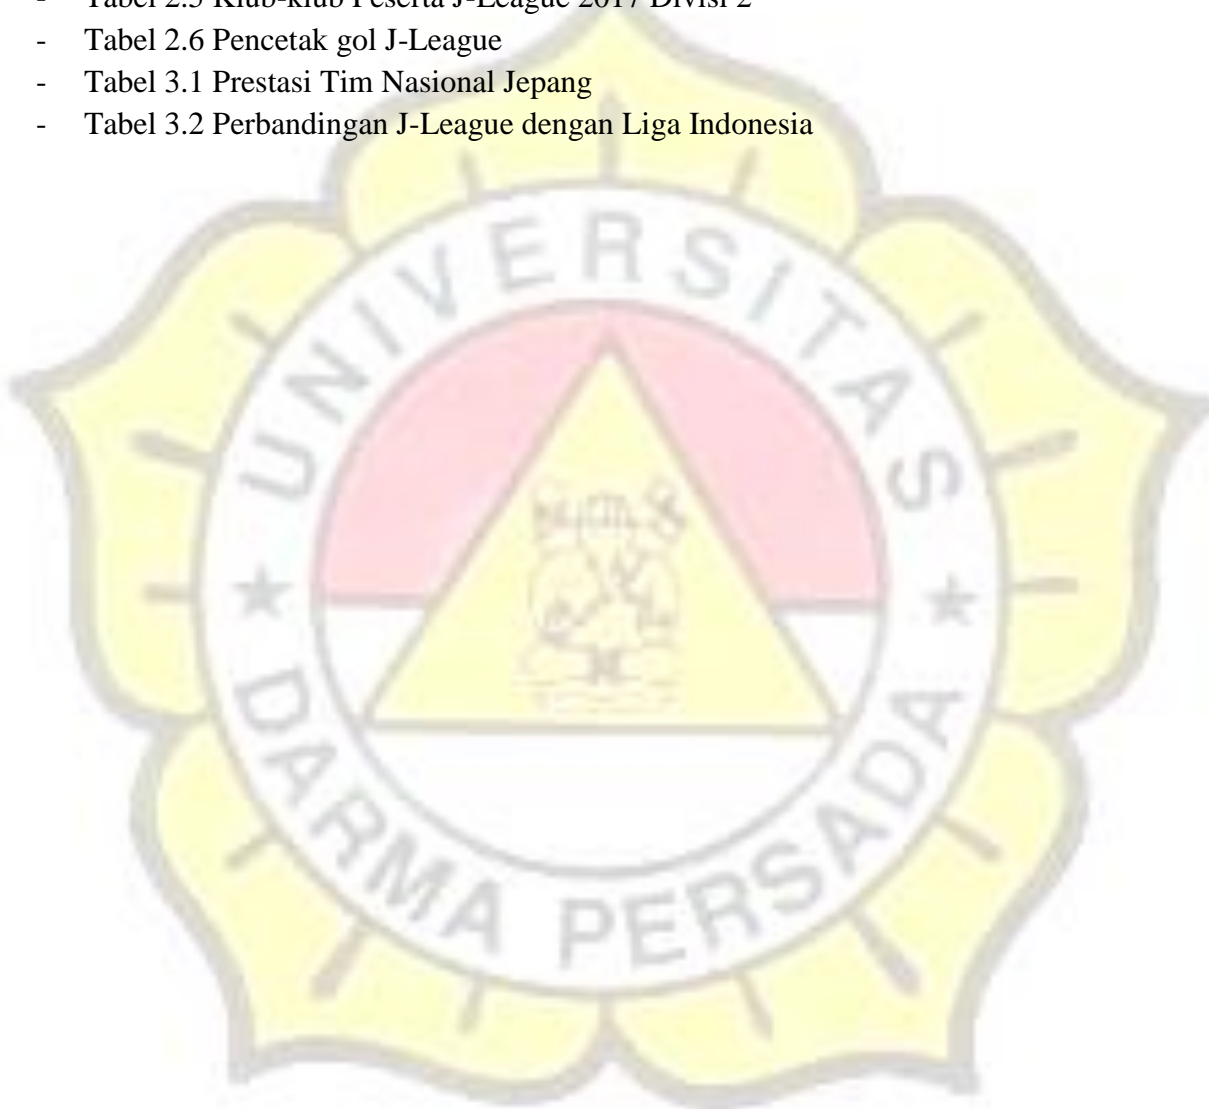 - Tabel 2.5 Klub-klub Peserta J-League 2017 Divisi 2
- Tabel 2.6 Pencetak gol J-League
- Tabel 3.1 Prestasi Tim Nasional Jepang
- Tabel 3.2 Perbandingan J-League dengan Liga Indonesia
UNIVERSITAS
DARMA PERSADA